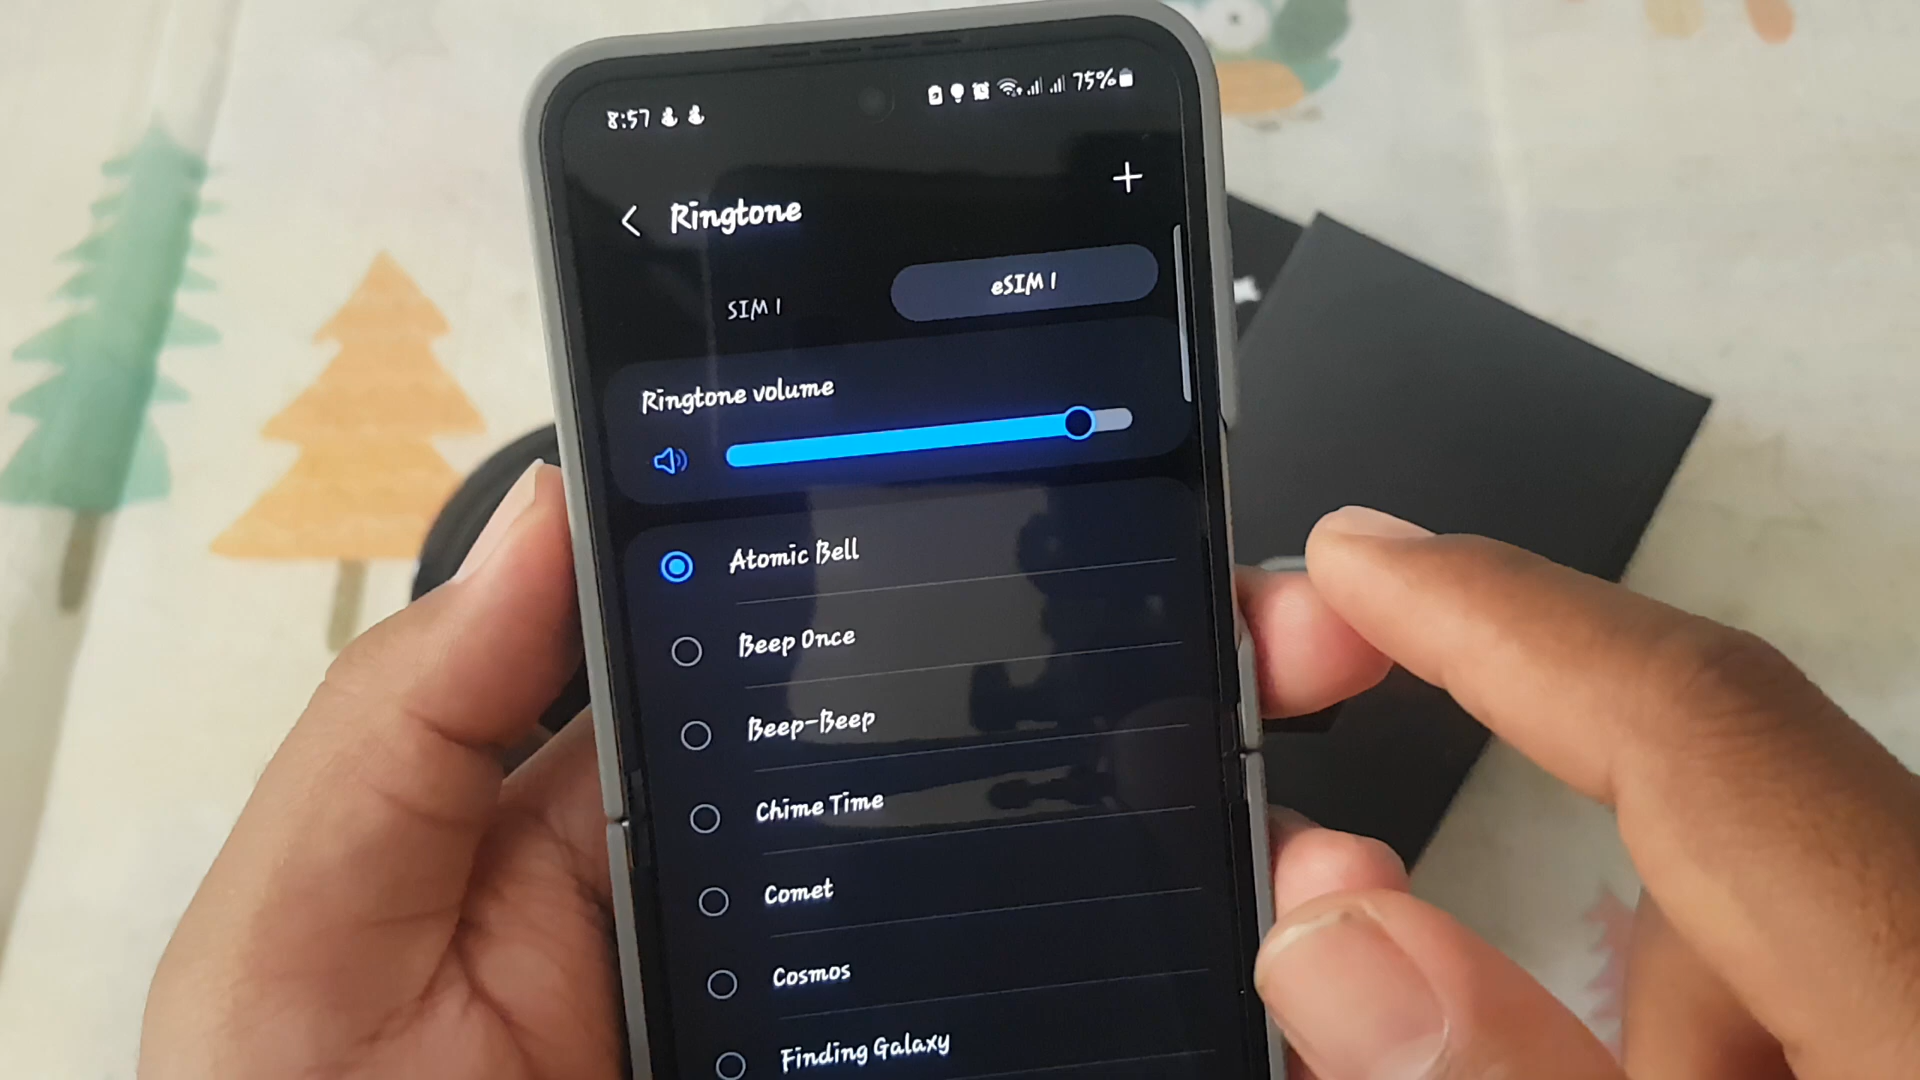 8:57 75%
Ringtone
SIM 1 eSIM 1
Ringtone volume
Atomic Bell
Beep Once
Beep-Beep
Chime Time
Comet
Cosmos
Finding Galaxy